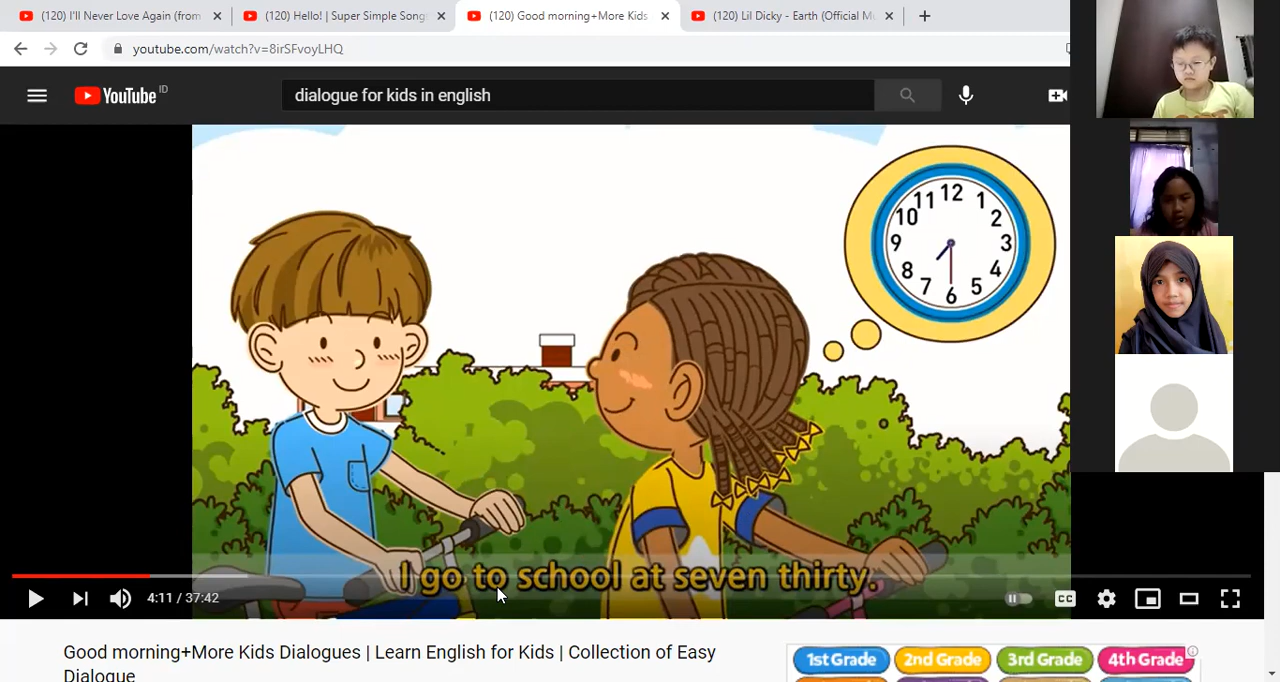 (120) I'll Never Love Again (from
(120) Hello! | Super Simple Song
(120) Good morning+More Kids
(120) Lil Dicky - Earth (Official Mu
youtube.com/watch?v=8irSFvoyLHQ
YouTube ID
dialogue for kids in english
12
11 1
10 2
9 3
8 4
7 5
6
I go to school at seven thirty.
4:11 / 37:42
CC
Good morning+More Kids Dialogues | Learn English for Kids | Collection of Easy
Dialogue
1st Grade 2nd Grade 3rd Grade 4th Grade